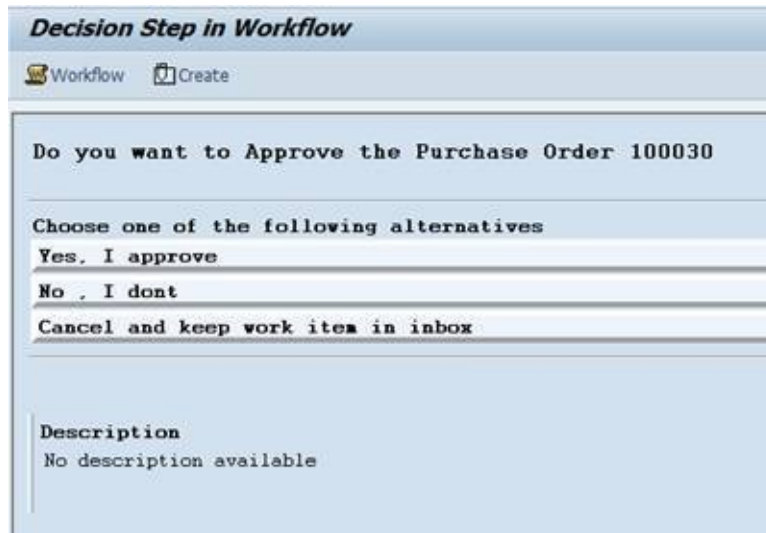 Decision Step in Workflow
Workflow Create
Do you want to Approve the Purchase Order 100030
Choose one of the following alternatives
Yes, I approve
No , I dont
Cancel and keep work item in inbox
Description
No description available